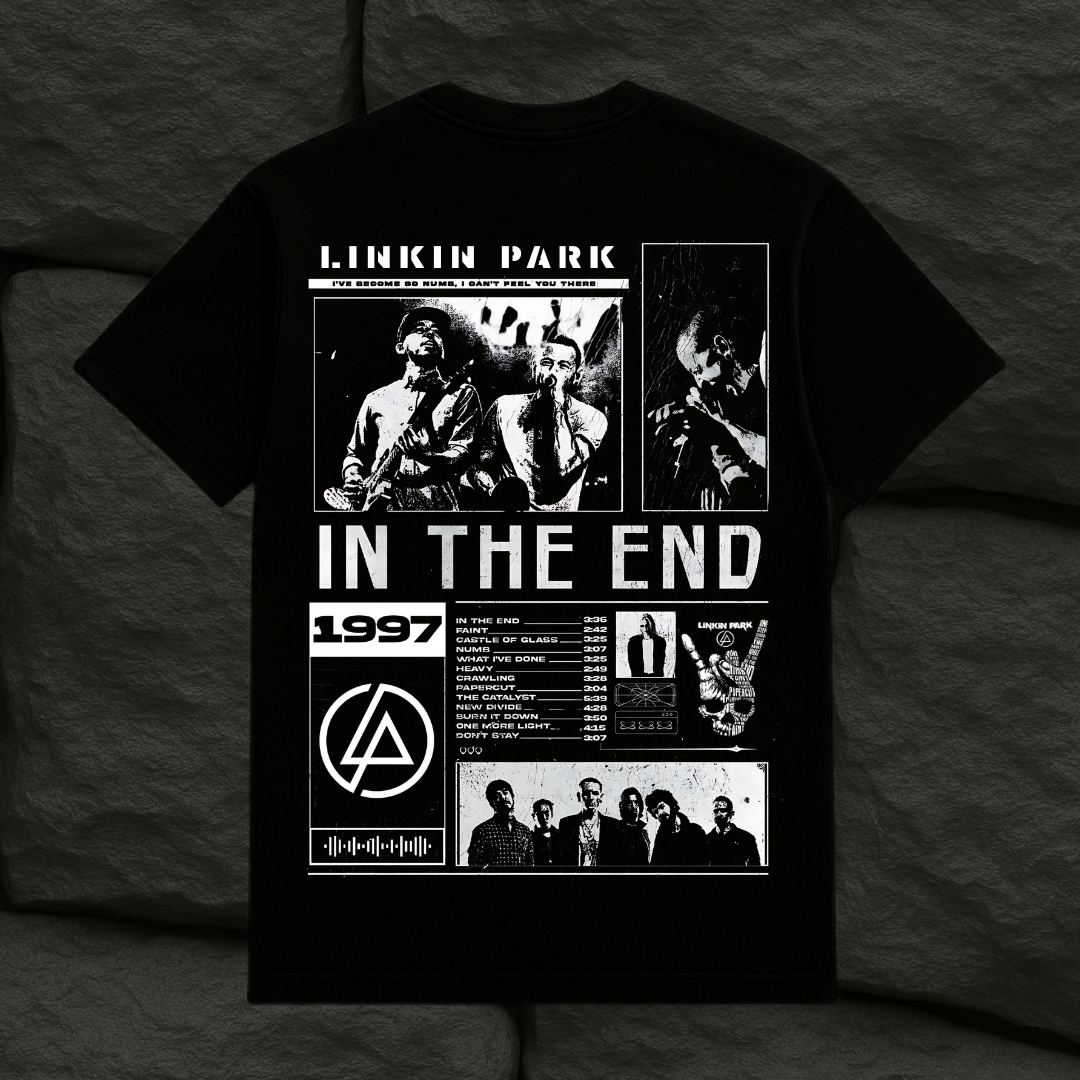 LINKIN PARK
I'VE BECOME SO NUMB, I CAN'T FEEL YOU THERE
IN THE END
1997
IN THE END 3:36
FAINT 2:42
CASTLE OF GLASS 3:25
NUMB 3:07
WHAT I'VE DONE 3:25
HEAVY 2:49
CRAWLING 3:28
PAPERCUT 3:04
THE CATALYST 5:39
NEW DIVIDE 4:28
BURN IT DOWN 3:50
ONE MORE LIGHT 4:15
DON'T STAY 3:07
LINKIN PARK
PAPERCUT
FAINT